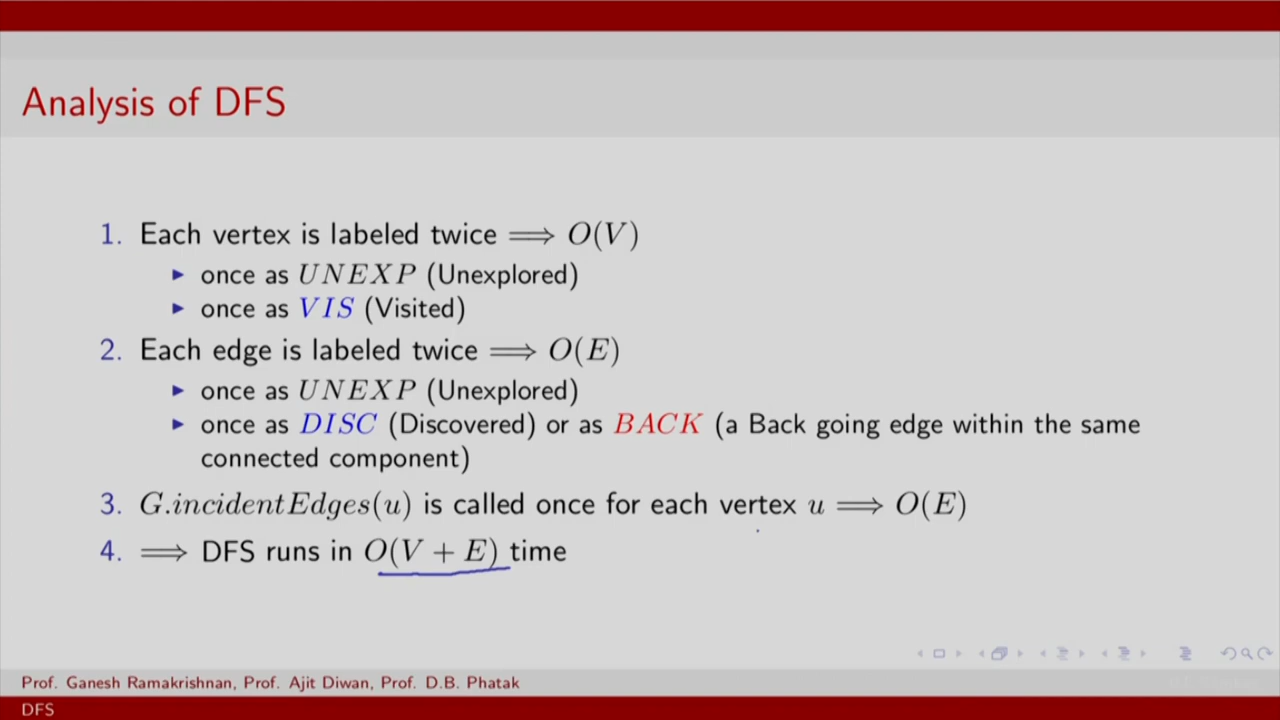 Analysis of DFS
1. Each vertex is labeled twice ⟹ O(V)
▶ once as UNEXP (Unexplored)
▶ once as VIS (Visited)
2. Each edge is labeled twice ⟹ O(E)
▶ once as UNEXP (Unexplored)
▶ once as DISC (Discovered) or as BACK (a Back going edge within the same
connected component)
3. G.incidentEdges(u) is called once for each vertex u ⟹ O(E)
4. ⟹ DFS runs in O(V + E) time
Prof. Ganesh Ramakrishnan, Prof. Ajit Diwan, Prof. D.B. Phatak
DFS